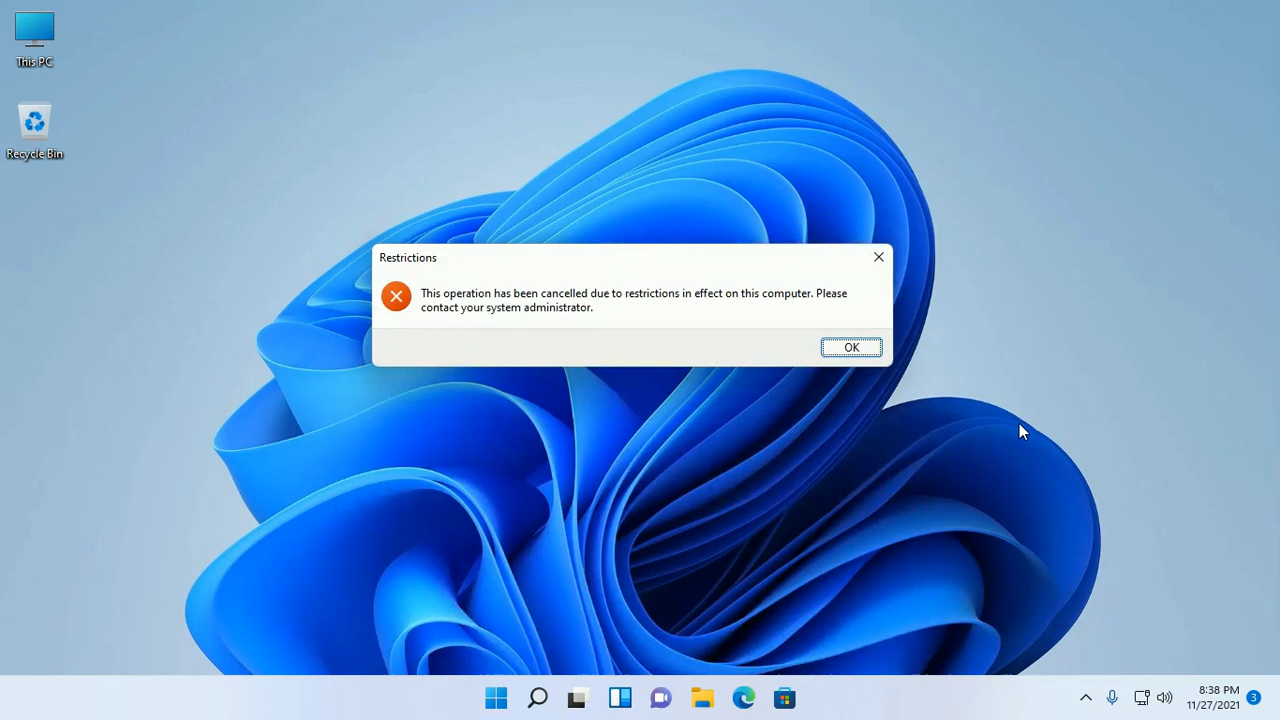 This PC
Recycle Bin
Restrictions
This operation has been cancelled due to restrictions in effect on this computer. Please
contact your system administrator.
OK
8:38 PM
11/27/2021
3